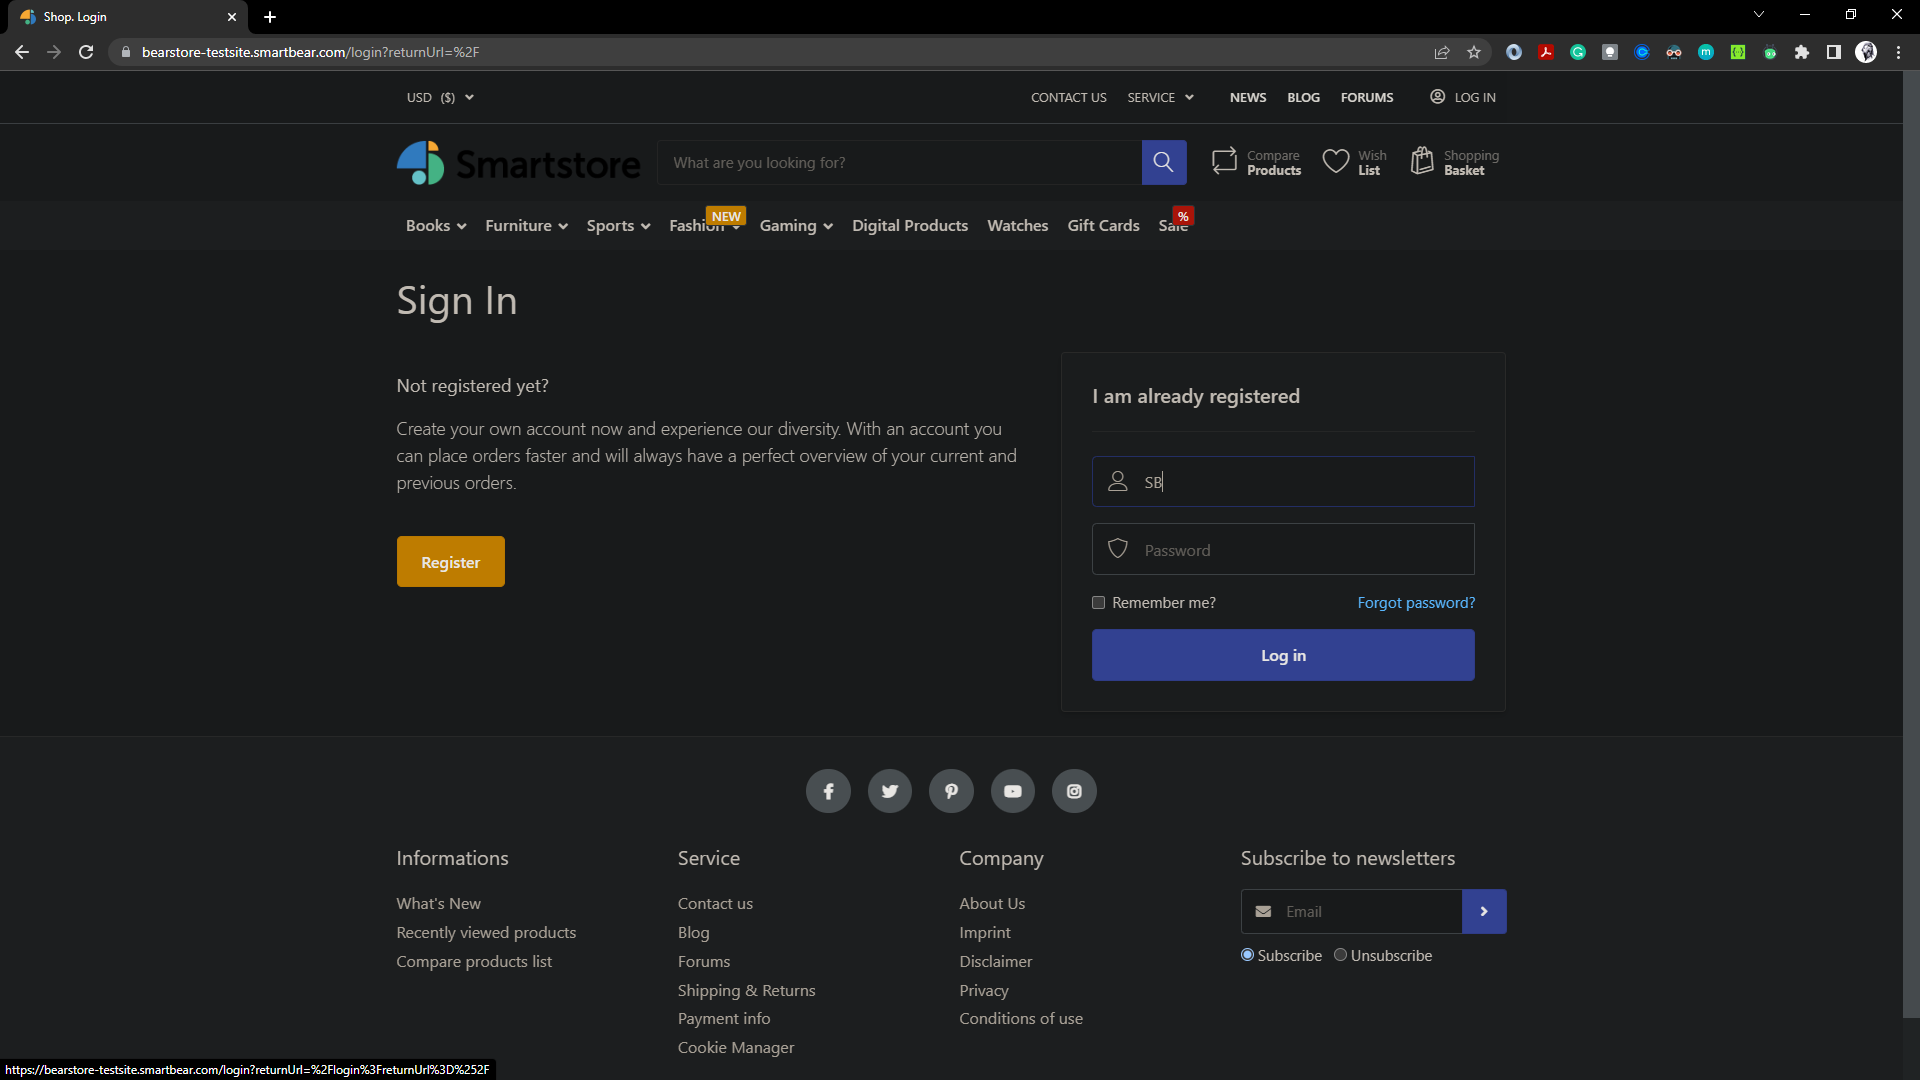 Shop. Login
bearstore-testsite.smartbear.com/login?returnUrl=%2F
USD ($)
CONTACT US
SERVICE
NEWS
BLOG
FORUMS
LOG IN
Smartstore
What are you looking for?
Compare
Products
Wish
List
Shopping
Basket
Books
Furniture
Sports
Fashion
NEW
Gaming
Digital Products
Watches
Gift Cards
Sale
%
Sign In
Not registered yet?
Create your own account now and experience our diversity. With an account you
can place orders faster and will always have a perfect overview of your current and
previous orders.
Register
I am already registered
SB
Password
Remember me?
Forgot password?
Log in
Informations
What's New
Recently viewed products
Compare products list
Service
Contact us
Blog
Forums
Shipping & Returns
Payment info
Cookie Manager
Company
About Us
Imprint
Disclaimer
Privacy
Conditions of use
Subscribe to newsletters
Email
Subscribe
Unsubscribe
https://bearstore-testsite.smartbear.com/login?returnUrl=%2Flogin%3FreturnUrl%3D%252F